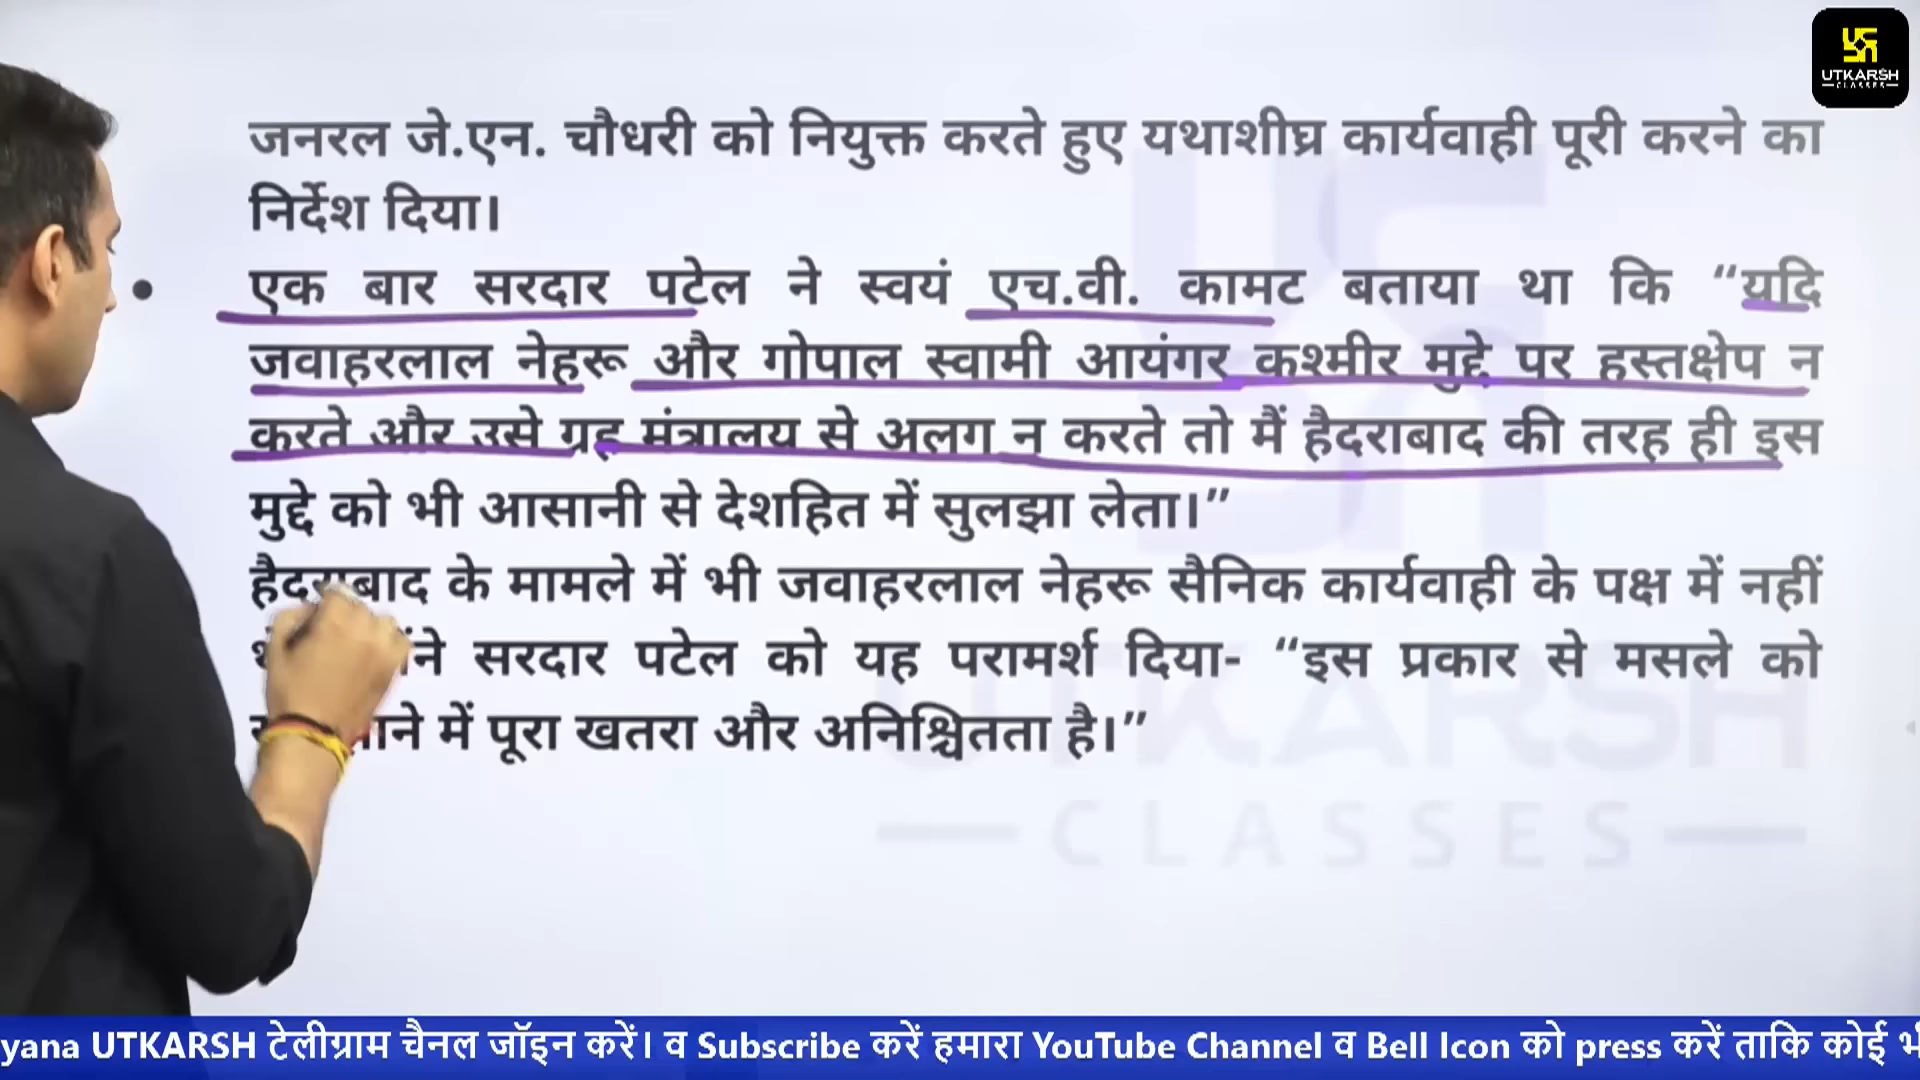 UTKARSH
CLASSES
जनरल जे.एन. चौधरी को नियुक्त करते हुए यथाशीघ्र कार्यवाही पूरी करने का
निर्देश दिया।
• एक बार सरदार पटेल ने स्वयं एच.वी. कामट बताया था कि “यदि
जवाहरलाल नेहरू और गोपाल स्वामी आयंगर कश्मीर मुद्दे पर हस्तक्षेप न
करते और उसे ग्रह मंत्रालय से अलग न करते तो मैं हैदराबाद की तरह ही इस
मुद्दे को भी आसानी से देशहित में सुलझा लेता।”
हैदराबाद के मामले में भी जवाहरलाल नेहरू सैनिक कार्यवाही के पक्ष में नहीं
सरदार पटेल को यह परामर्श दिया- “इस प्रकार से मसले को
में पूरा खतरा और अनिश्चितता है।”
UTKARSH
CLASSES
yana UTKARSH टेलीग्राम चैनल जॉइन करें। व Subscribe करें हमारा YouTube Channel व Bell Icon को press करें ताकि कोई